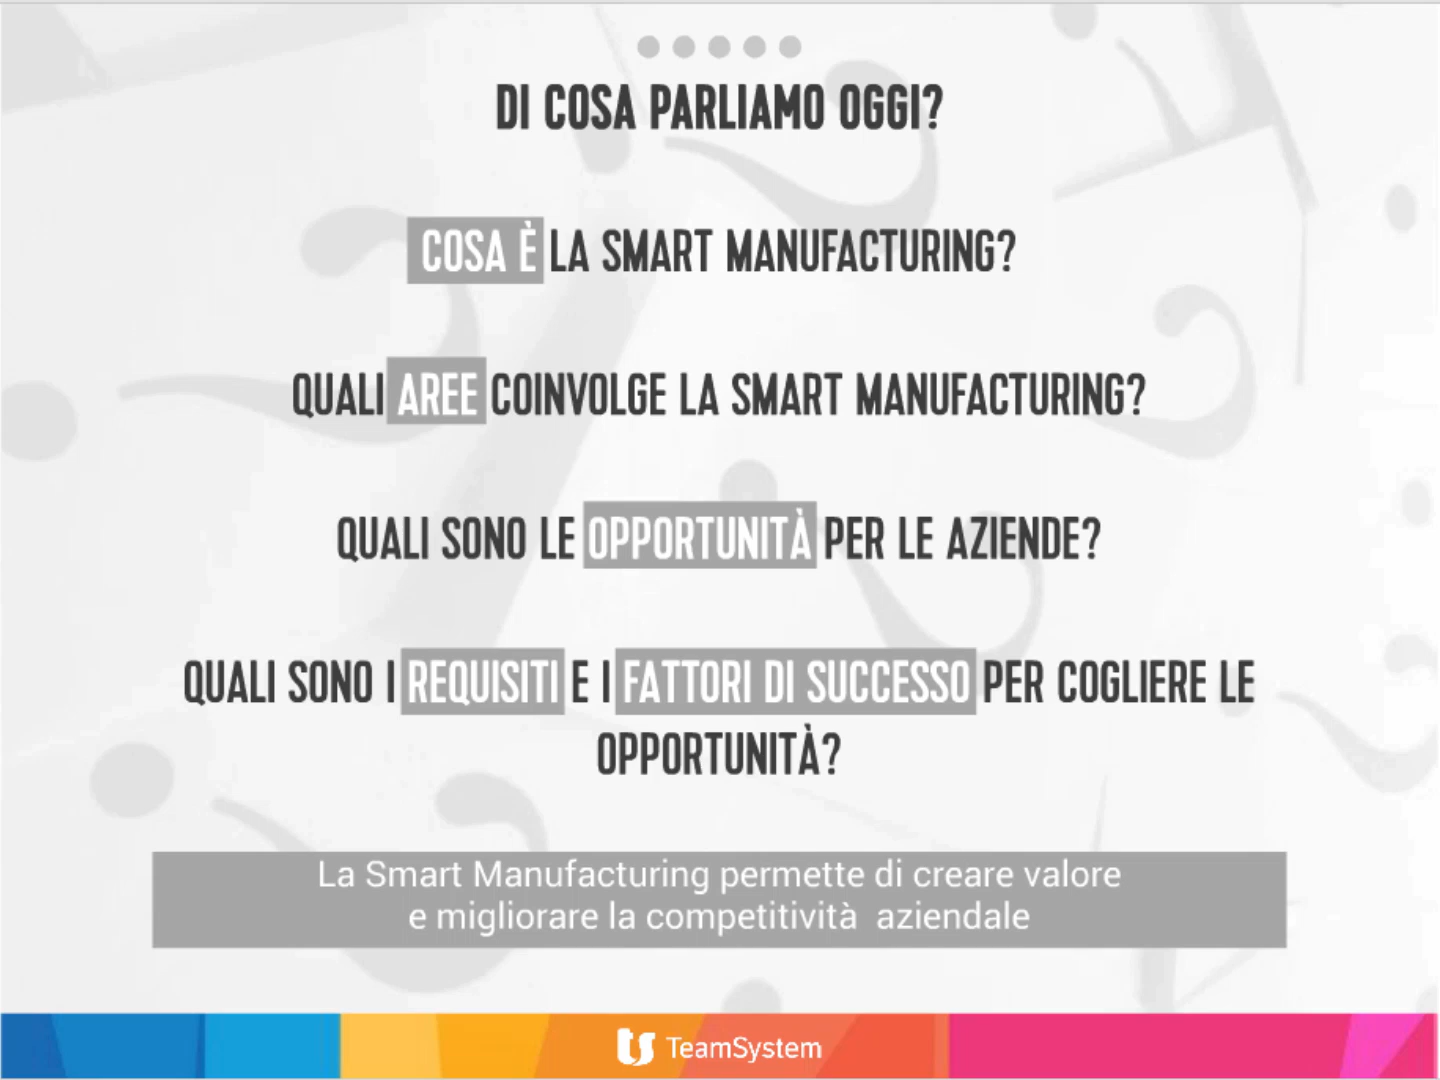 DI COSA PARLIAMO OGGI?
COSA È LA SMART MANUFACTURING?
QUALI AREE COINVOLGE LA SMART MANUFACTURING?
QUALI SONO LE OPPORTUNITÀ PER LE AZIENDE?
QUALI SONO I REQUISITI E I FATTORI DI SUCCESSO PER COGLIERE LE
OPPORTUNITÀ?
La Smart Manufacturing permette di creare valore
e migliorare la competitività aziendale
TeamSystem